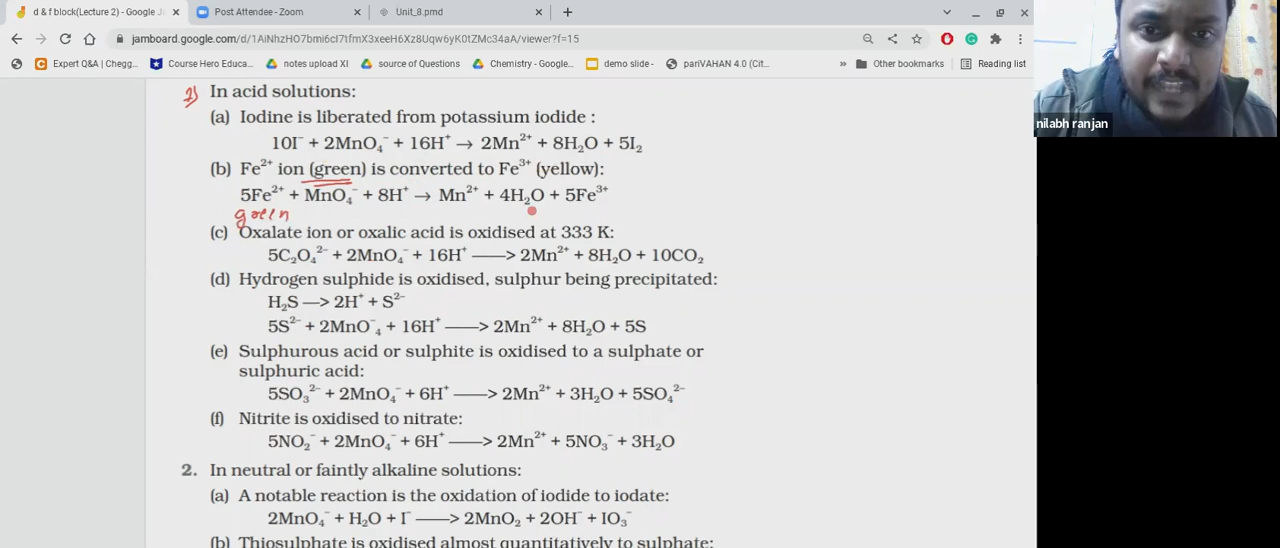 d & f block(Lecture 2) - Google J
Post Attendee - Zoom
Unit_8.pmd
jamboard.google.com/d/1AiNhzHO7bmi6cI7tfmX3xeeH6Xz8Uqw6yK0tZMc34aA/viewer?f=15
Expert Q&A | Chegg...
Course Hero Educa...
notes upload XI
source of Questions
Chemistry - Google...
demo slide -
pariVAHAN 4.0 (Cit...
Other bookmarks
Reading list
nilabh ranjan
1) In acid solutions:
(a) Iodine is liberated from potassium iodide :
10I⁻ + 2MnO₄⁻ + 16H⁺ → 2Mn²⁺ + 8H₂O + 5I₂
(b) Fe²⁺ ion (green) is converted to Fe³⁺ (yellow):
5Fe²⁺ + MnO₄⁻ + 8H⁺ → Mn²⁺ + 4H₂O + 5Fe³⁺
green
(c) Oxalate ion or oxalic acid is oxidised at 333 K:
5C₂O₄²⁻ + 2MnO₄⁻ + 16H⁺ ——> 2Mn²⁺ + 8H₂O + 10CO₂
(d) Hydrogen sulphide is oxidised, sulphur being precipitated:
H₂S —> 2H⁺ + S²⁻
5S²⁻ + 2MnO⁻₄ + 16H⁺ ——> 2Mn²⁺ + 8H₂O + 5S
(e) Sulphurous acid or sulphite is oxidised to a sulphate or
sulphuric acid:
5SO₃²⁻ + 2MnO₄⁻ + 6H⁺ ——> 2Mn²⁺ + 3H₂O + 5SO₄²⁻
(f) Nitrite is oxidised to nitrate:
5NO₂⁻ + 2MnO₄⁻ + 6H⁺ ——> 2Mn²⁺ + 5NO₃⁻ + 3H₂O
2. In neutral or faintly alkaline solutions:
(a) A notable reaction is the oxidation of iodide to iodate:
2MnO₄⁻ + H₂O + I⁻ ——> 2MnO₂ + 2OH⁻ + IO₃⁻
(b) Thiosulphate is oxidised almost quantitatively to sulphate: